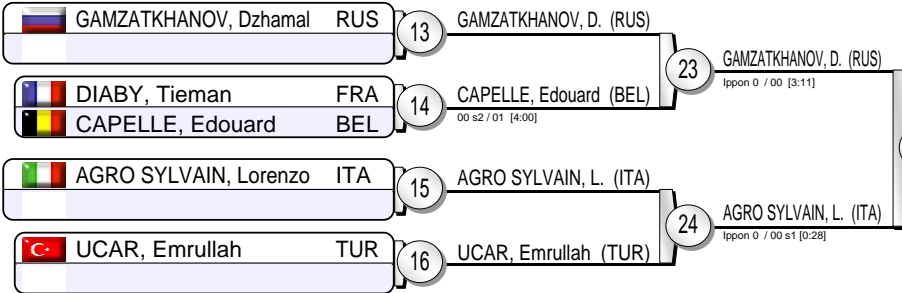 GAMZATKHANOV, Dzhamal RUS
13
GAMZATKHANOV, D. (RUS)
DIABY, Tieman FRA
CAPELLE, Edouard BEL
14
CAPELLE, Edouard (BEL)
00 s2 / 01 [4:00]
23
GAMZATKHANOV, D. (RUS)
Ippon 0 / 00 [3:11]
AGRO SYLVAIN, Lorenzo ITA
15
AGRO SYLVAIN, L. (ITA)
UCAR, Emrullah TUR
16
UCAR, Emrullah (TUR)
24
AGRO SYLVAIN, L. (ITA)
Ippon 0 / 00 s1 [0:28]